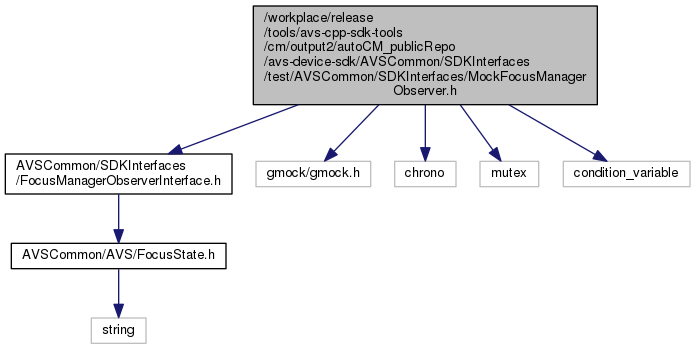 /workplace/release
/tools/avs-cpp-sdk-tools
/cm/output2/autoCM_publicRepo
/avs-device-sdk/AVSCommon/SDKInterfaces
/test/AVSCommon/SDKInterfaces/MockFocusManager
Observer.h
AVSCommon/SDKInterfaces
/FocusManagerObserverInterface.h
gmock/gmock.h
chrono
mutex
condition_variable
AVSCommon/AVS/FocusState.h
string